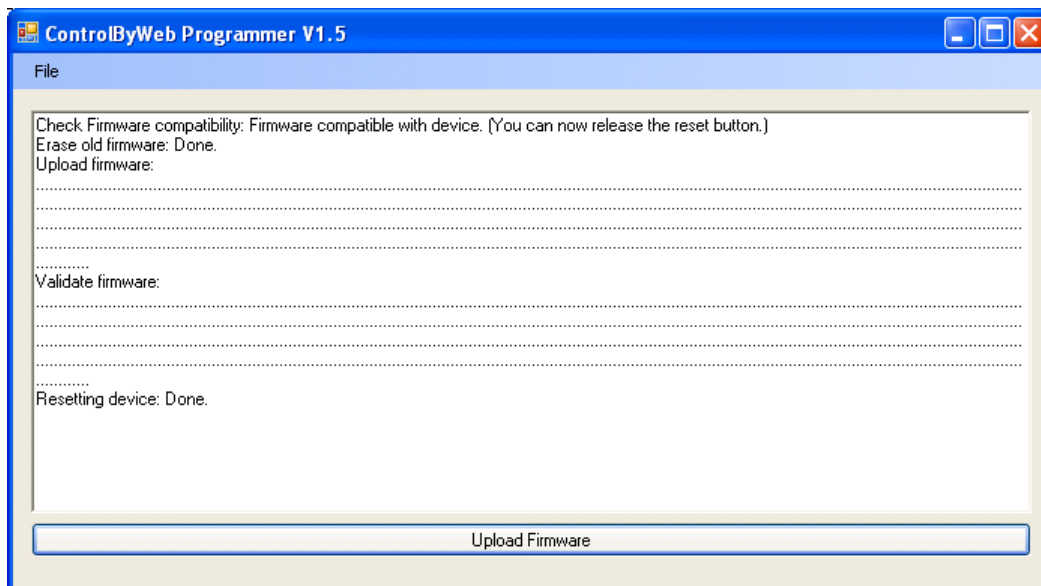 ControlByWeb Programmer V1.5
File
Check Firmware compatibility: Firmware compatible with device. (You can now release the reset button.)
Erase old firmware: Done.
Upload firmware:
....................................................................................................................................................................................
....................................................................................................................................................................................
....................................................................................................................................................................................
....................................................................................................................................................................................
............
Validate firmware:
....................................................................................................................................................................................
....................................................................................................................................................................................
....................................................................................................................................................................................
....................................................................................................................................................................................
............
Resetting device: Done.
Upload Firmware